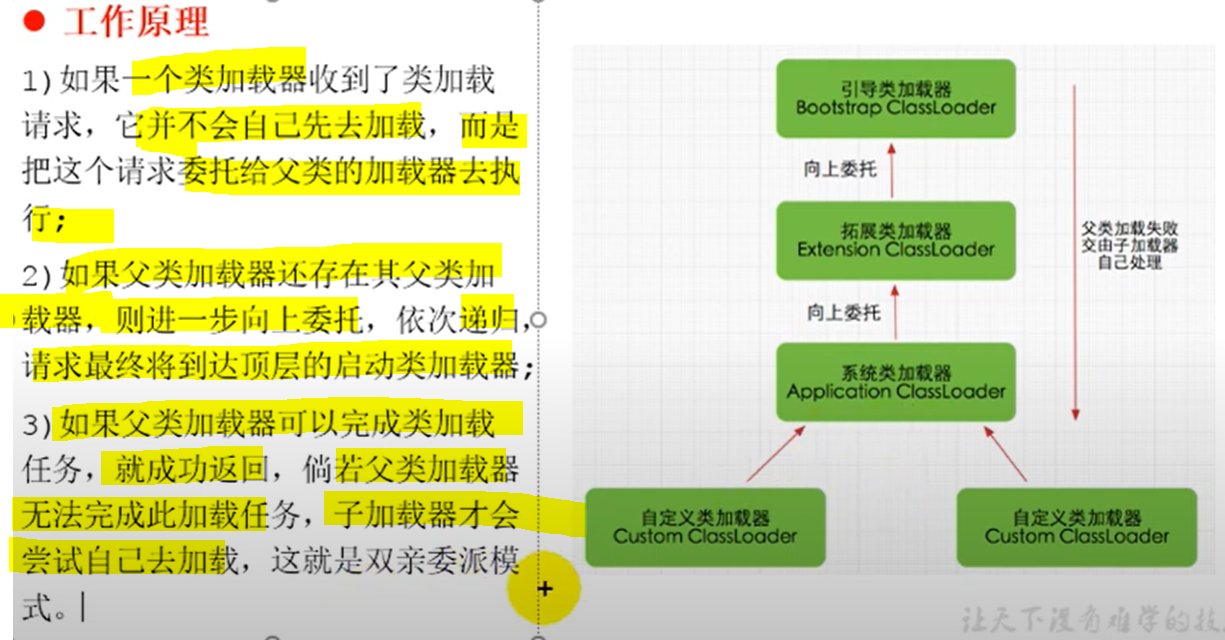 ● 工作原理
1)如果一个类加载器收到了类加载
请求，它并不会自己先去加载，而是
把这个请求委托给父类的加载器去执
行;
2)如果父类加载器还存在其父类加
载器，则进一步向上委托，依次递归，
请求最终将到达顶层的启动类加载器;
3)如果父类加载器可以完成类加载
任务，就成功返回，倘若父类加载器
无法完成此加载任务，子加载器才会
尝试自己去加载，这就是双亲委派模
式。
引导类加载器
Bootstrap ClassLoader
向上委托
拓展类加载器
Extension ClassLoader
父类加载失败
交由子加载器
自己处理
向上委托
系统类加载器
Application ClassLoader
自定义类加载器
Custom ClassLoader
自定义类加载器
Custom ClassLoader
让天下没有难学的技